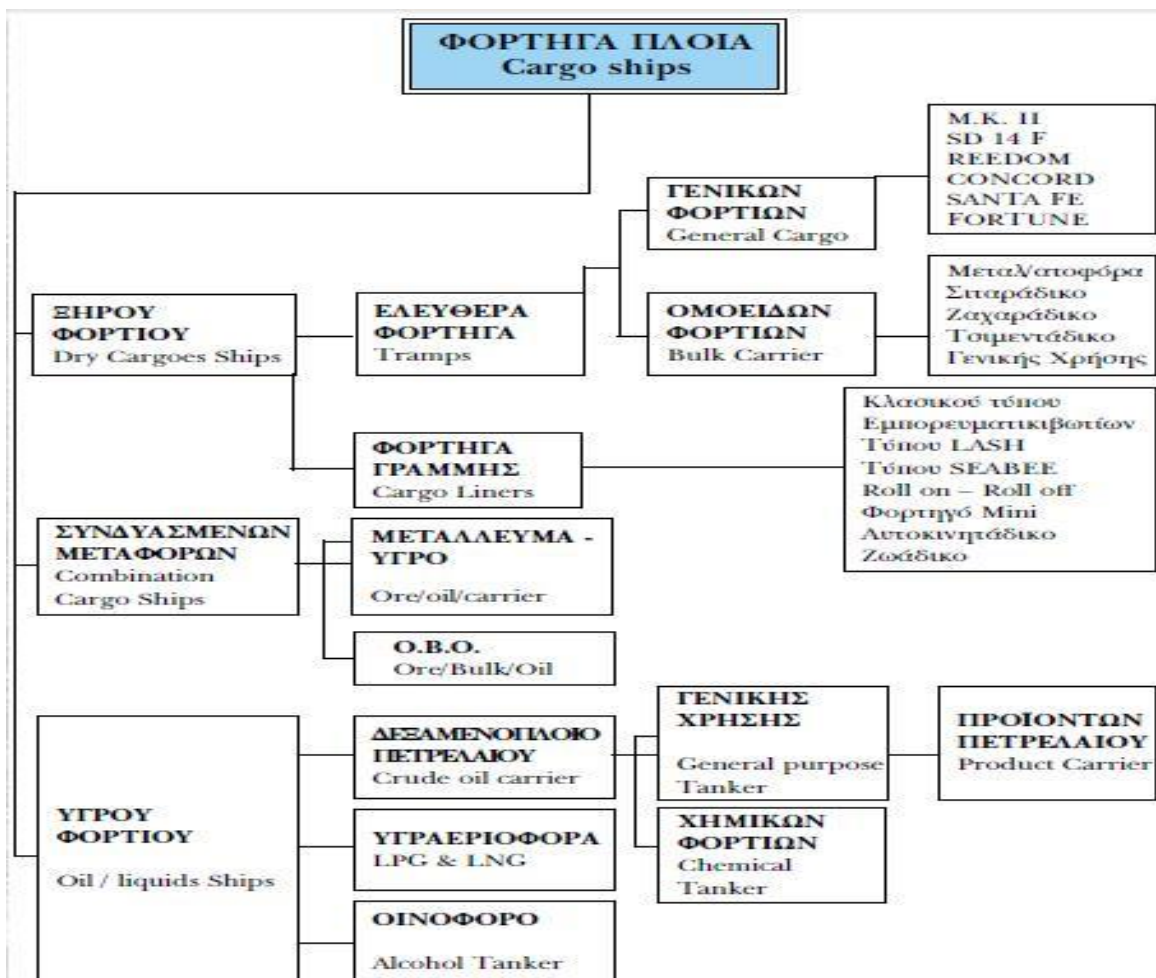 ΦΟΡΤΗΓΑ ΠΛΟΙΑ
Cargo ships
Μ.Κ. ΙΙ
SD 14 F
REEDOM
CONCORD
SANTA FE
FORTUNE
ΓΕΝΙΚΩΝ
ΦΟΡΤΙΩΝ
General Cargo
ΞΗΡΟΥ
ΦΟΡΤΙΟΥ
Dry Cargoes Ships
ΕΛΕΥΘΕΡΑ
ΦΟΡΤΗΓΑ
Tramps
ΟΜΟΕΙΔΩΝ
ΦΟΡΤΙΩΝ
Bulk Carrier
Μεταλ/ατοφόρα
Σιταράδικο
Ζαχαράδικο
Τσιμεντάδικο
Γενικής Χρήσης
ΦΟΡΤΗΓΑ
ΓΡΑΜΜΗΣ
Cargo Liners
Κλασικού τύπου
Εμπορευματικιβωτίων
Τύπου LASH
Τύπου SEABEE
Roll on – Roll off
Φορτηγό Mini
Αυτοκινητάδικο
Ζωάδικο
ΣΥΝΔΥΑΣΜΕΝΩΝ
ΜΕΤΑΦΟΡΩΝ
Combination
Cargo Ships
ΜΕΤΑΛΛΕΥΜΑ -
ΥΓΡΟ
Ore/oil/carrier
Ο.Β.Ο.
Ore/Bulk/Oil
ΥΓΡΟΥ
ΦΟΡΤΙΟΥ
Oil / liquids Ships
ΔΕΞΑΜΕΝΟΠΛΟΙΟ
ΠΕΤΡΕΛΑΙΟΥ
Crude oil carrier
ΓΕΝΙΚΗΣ
ΧΡΗΣΗΣ
General purpose
Tanker
ΠΡΟΪΟΝΤΩΝ
ΠΕΤΡΕΛΑΙΟΥ
Product Carrier
ΥΓΡΑΕΡΙΟΦΟΡΑ
LPG & LNG
ΧΗΜΙΚΩΝ
ΦΟΡΤΙΩΝ
Chemical
Tanker
ΟΙΝΟΦΟΡΟ
Alcohol Tanker